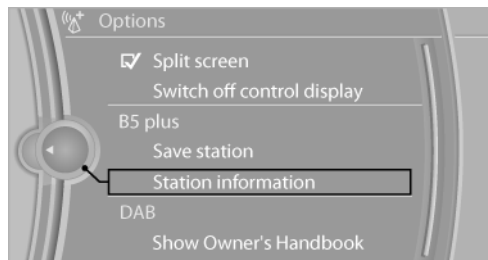 Options
Split screen
Switch off control display
B5 plus
Save station
Station information
DAB
Show Owner's Handbook